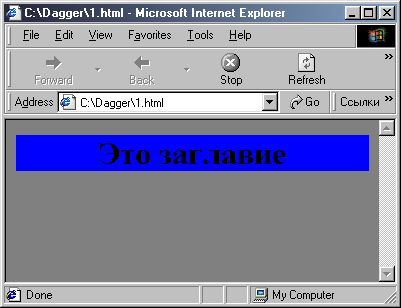 C:\Dagger\1.html - Microsoft Internet Explorer
File Edit View Favorites Tools Help
Forward Back Stop Refresh »
Address C:\Dagger\1.html Go Ссылки »
Это заглавие
Done My Computer